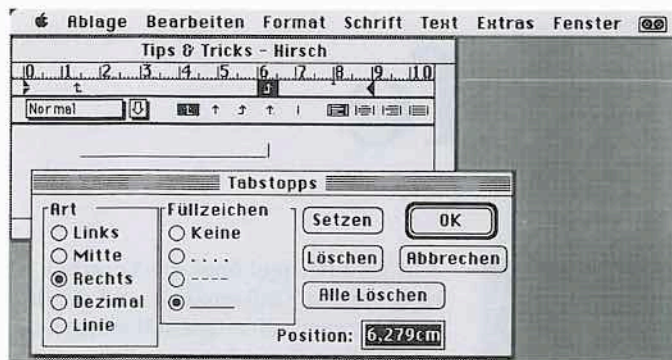 Ablage Bearbeiten Format Schrift Text Extras Fenster
Tips & Tricks - Hirsch
0 1 2 3 4 5 6 7 8 9 10
Normal
Tabstopps
Art
Links
Mitte
Rechts
Dezimal
Linie
Füllzeichen
Keine
. . . .
----
____
Setzen
OK
Löschen
Abbrechen
Alle Löschen
Position: 6,279cm